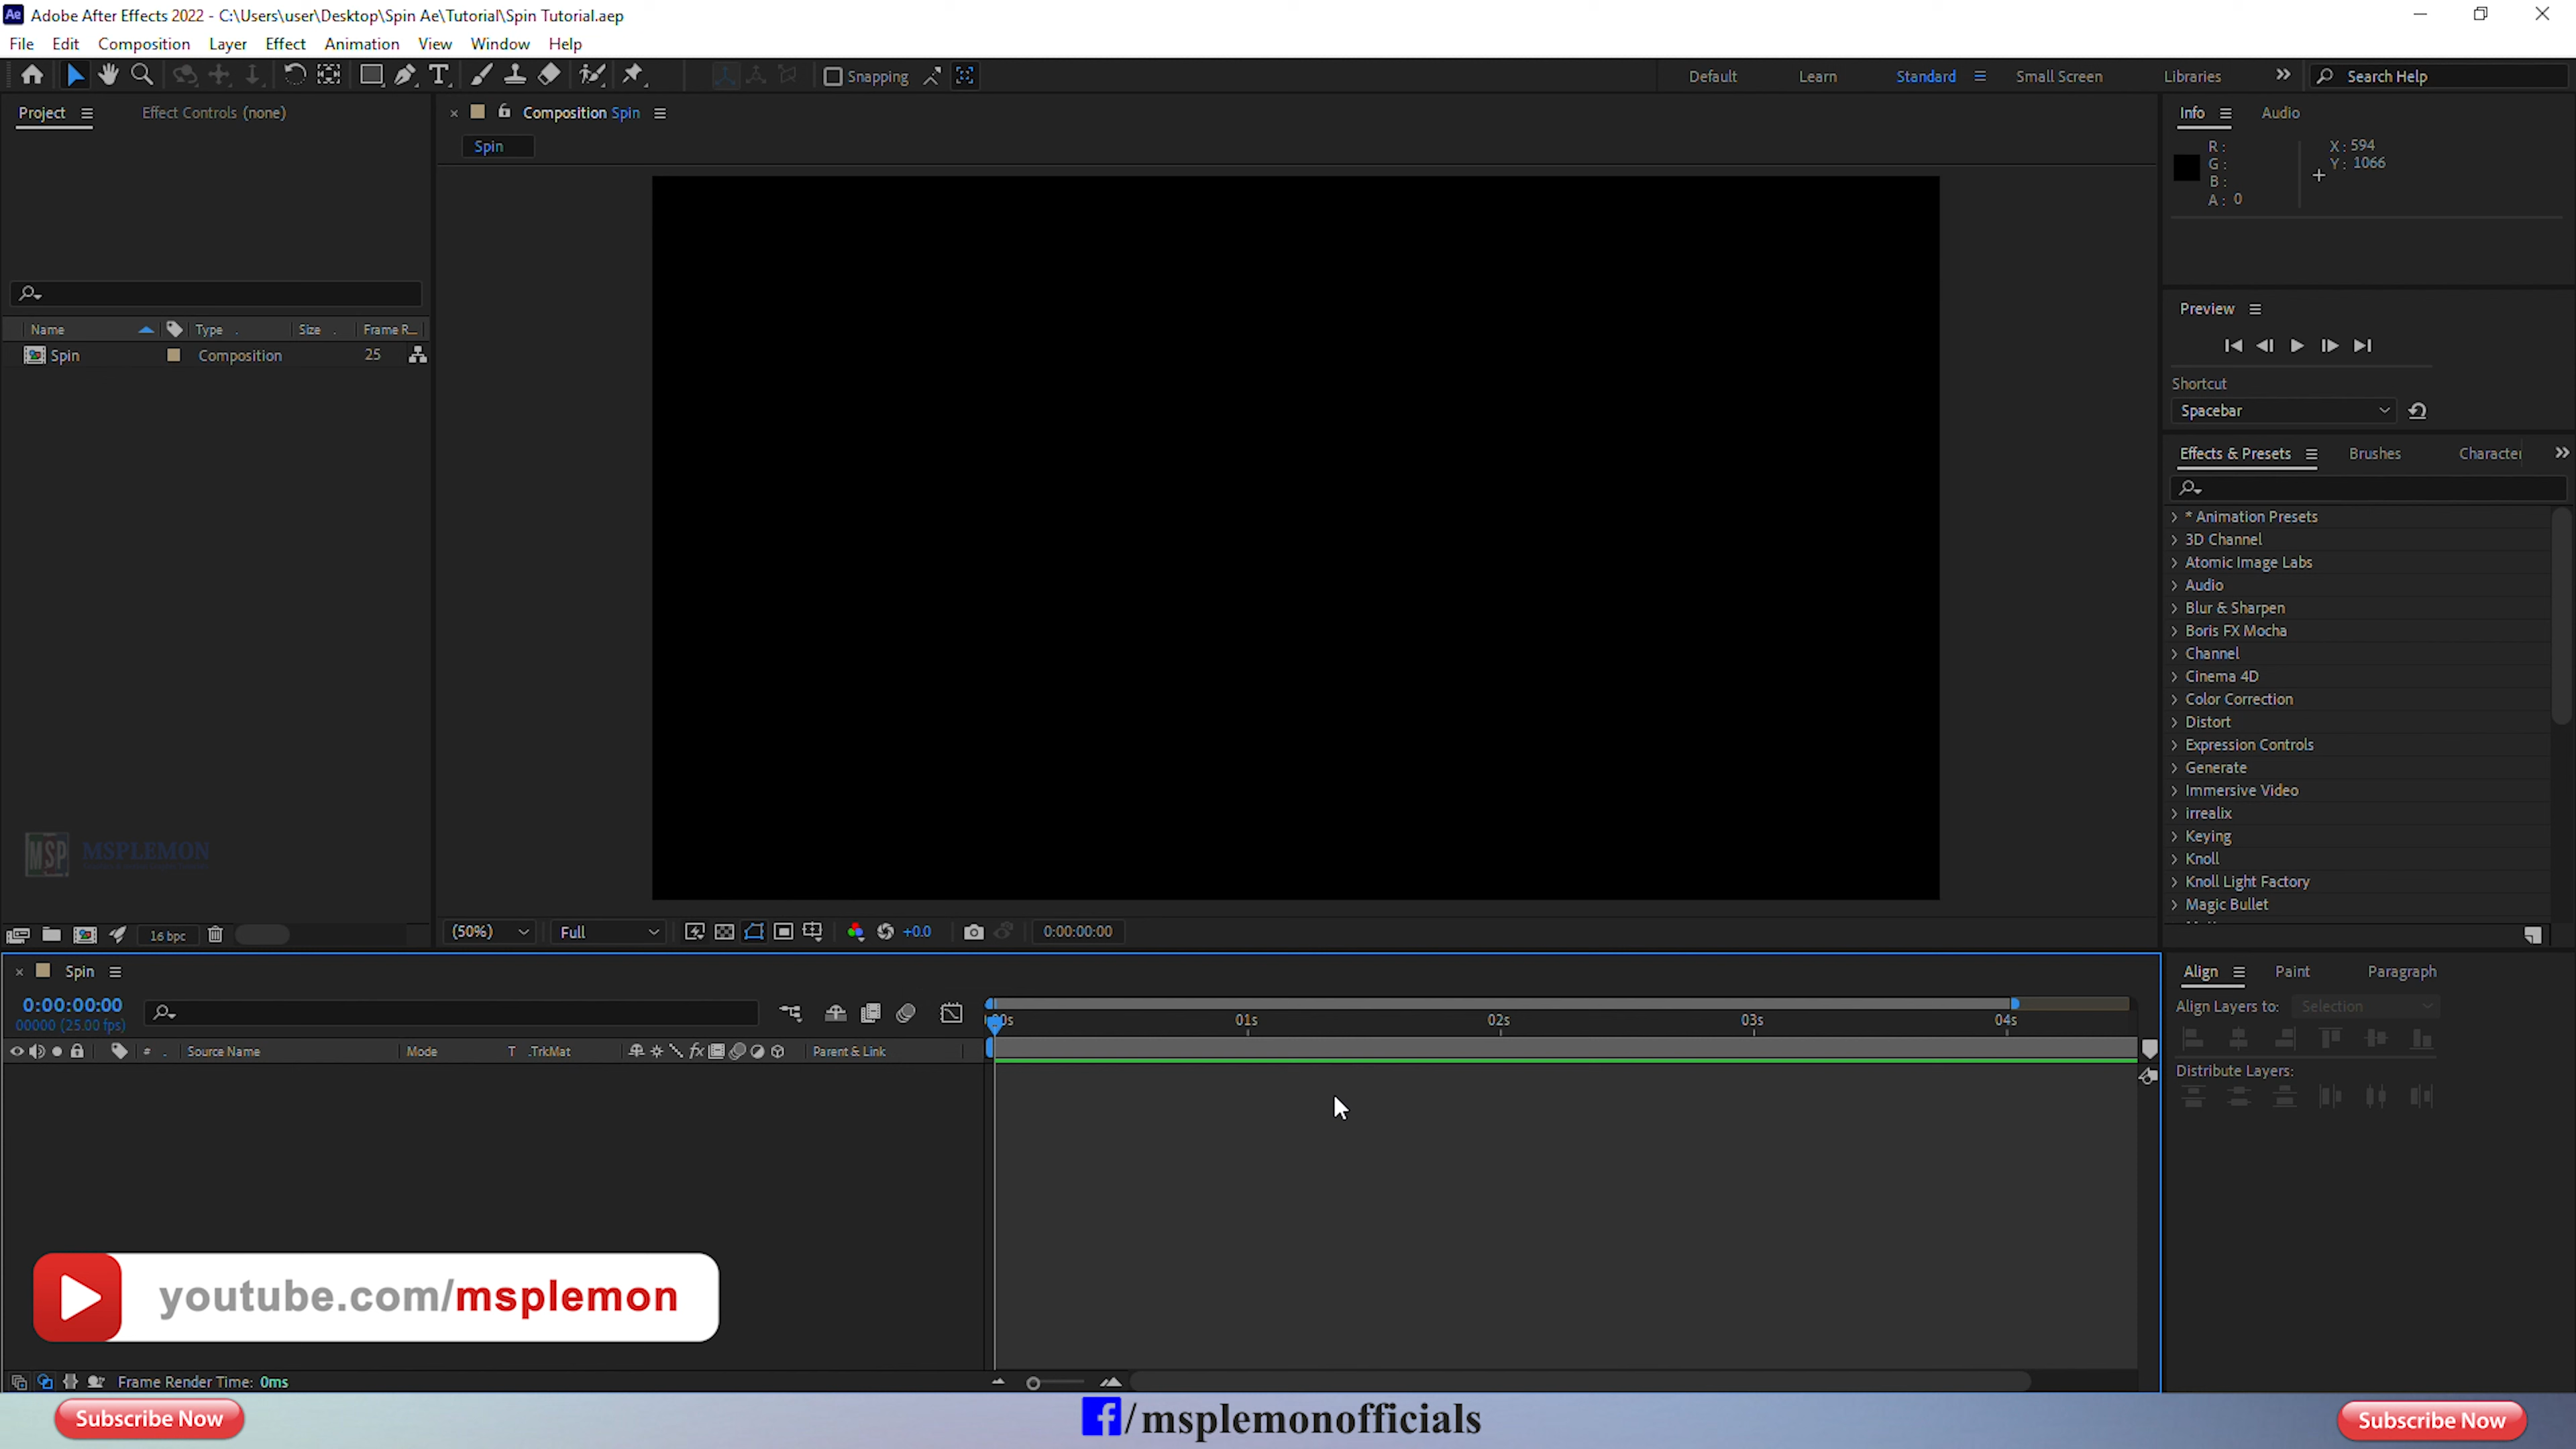 Adobe After Effects 2022 - C:\Users\user\Desktop\Spin Ae\Tutorial\Spin Tutorial.aep
File Edit Composition Layer Effect Animation View Window Help
Snapping Default Learn Standard Small Screen Libraries Search Help
Project Effect Controls (none)
Composition Spin
Spin
Info Audio
R:
G:
B:
A: 0
X: 594
Y: 1066
Name Type Size Frame R...
Spin Composition 25
Preview
Shortcut
Spacebar
Effects & Presets Brushes Character
* Animation Presets
3D Channel
Atomic Image Labs
Audio
Blur & Sharpen
Boris FX Mocha
Channel
Cinema 4D
Color Correction
Distort
Expression Controls
Generate
Immersive Video
irrealix
Keying
Knoll
Knoll Light Factory
Magic Bullet
MSP MSPLEMON
16 bpc
(50%) Full +0.0 0:00:00:00
Spin
0:00:00:00
00000 (25.00 fps)
01s 02s 03s 04s
# Source Name Mode T .TrkMat fx Parent & Link
Align Paint Paragraph
Align Layers to: Selection
Distribute Layers:
youtube.com/msplemon
Frame Render Time: 0ms
Subscribe Now
f/msplemonofficials
Subscribe Now